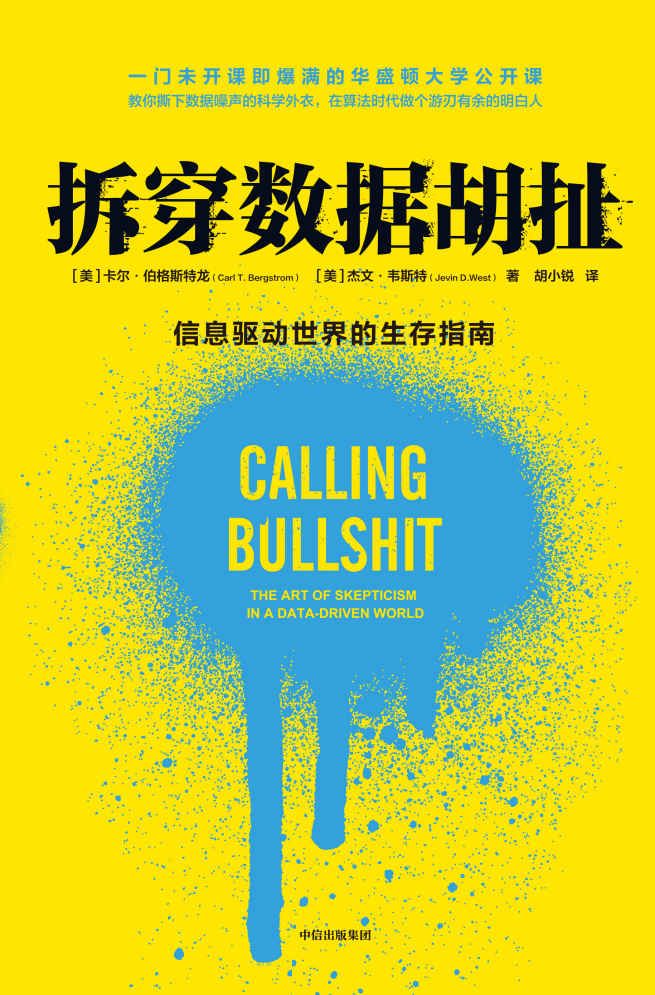 一门未开课即爆满的华盛顿大学公开课
教你撕下数据噪声的科学外衣，在算法时代做个游刃有余的明白人
拆穿数据胡扯
[美]卡尔·伯格斯特龙(Carl T. Bergstrom) [美]杰文·韦斯特(Jevin D.West) 著 胡小锐 译
信息驱动世界的生存指南
CALLING
BULLSHIT
THE ART OF SKEPTICISM
IN A DATA-DRIVEN WORLD
中信出版集团